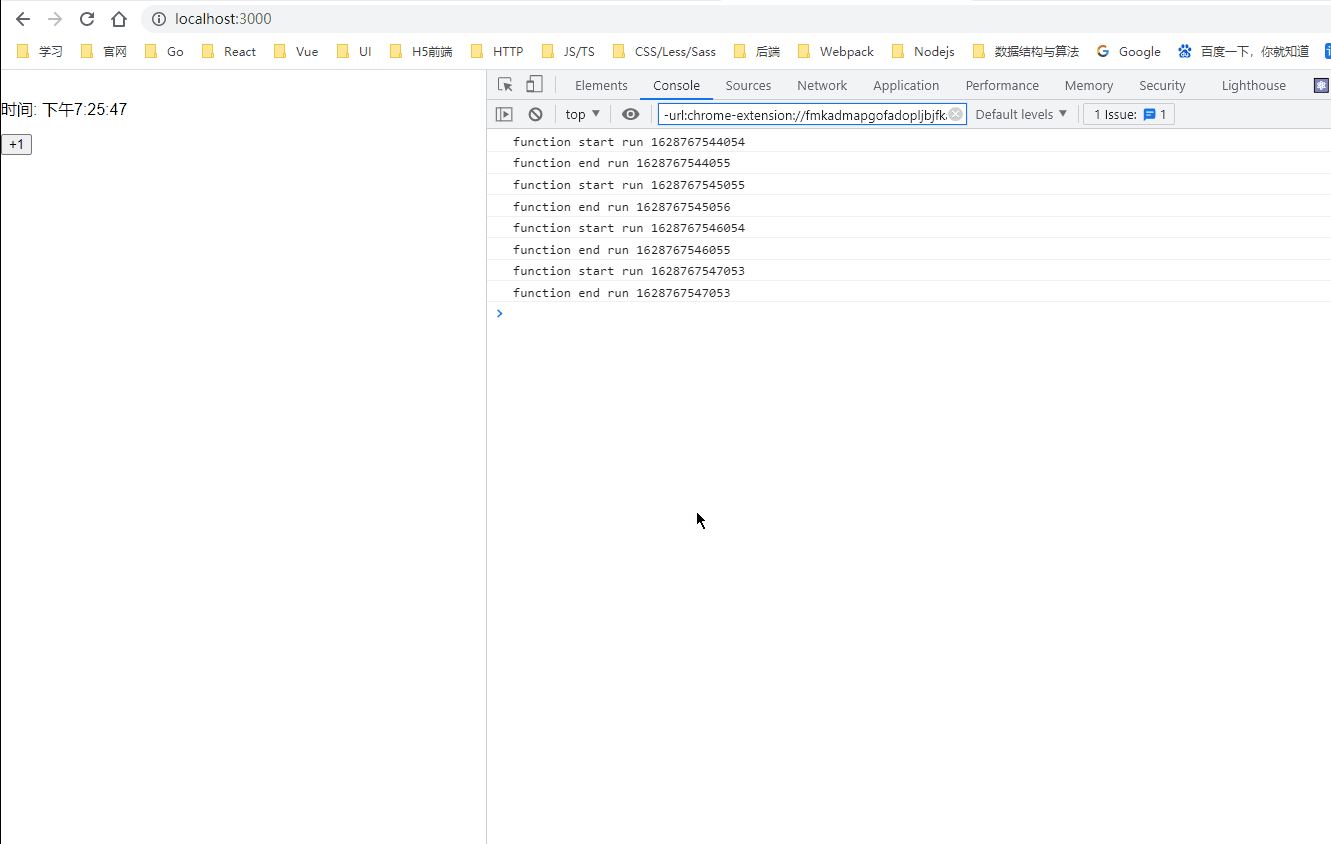 localhost:3000
学习 官网 Go React Vue UI H5前端 HTTP JS/TS CSS/Less/Sass 后端 Webpack Nodejs 数据结构与算法 Google 百度一下，你就知道
时间: 下午7:25:47
+1
Elements Console Sources Network Application Performance Memory Security Lighthouse
top -url:chrome-extension://fmkadmapgofadopljbjfk Default levels 1 Issue: 1
function start run 1628767544054
function end run 1628767544055
function start run 1628767545055
function end run 1628767545056
function start run 1628767546054
function end run 1628767546055
function start run 1628767547053
function end run 1628767547053